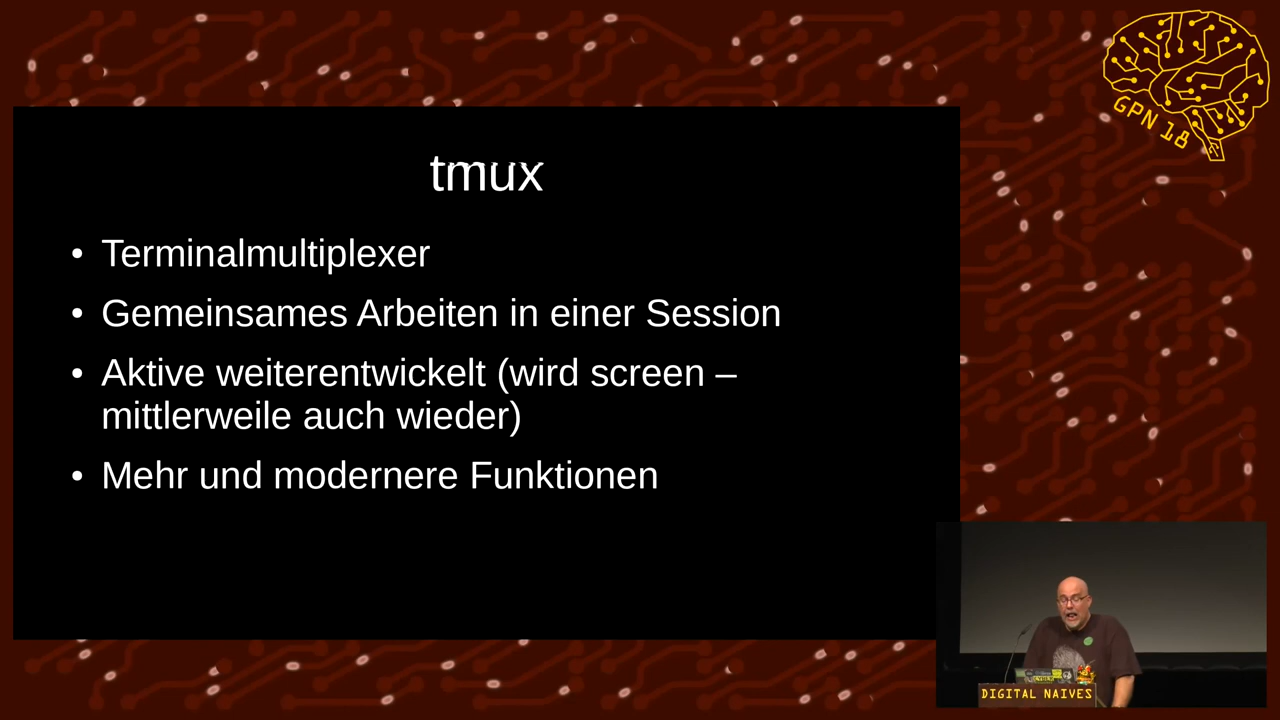 GPN 18
tmux
• Terminalmultiplexer
• Gemeinsames Arbeiten in einer Session
• Aktive weiterentwickelt (wird screen –
mittlerweile auch wieder)
• Mehr und modernere Funktionen
DIGITAL NAIVES